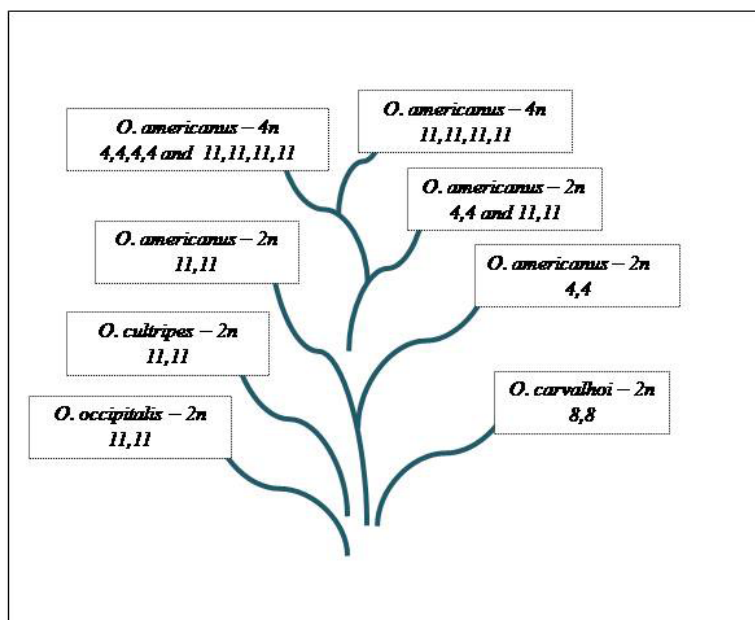 O. americanus – 4n
11,11,11,11
O. americanus – 4n
4,4,4,4 and 11,11,11,11
O. americanus – 2n
4,4 and 11,11
O. americanus – 2n
11,11
O. americanus – 2n
4,4
O. cultripes – 2n
11,11
O. carvalhoi – 2n
8,8
O. occipitalis – 2n
11,11